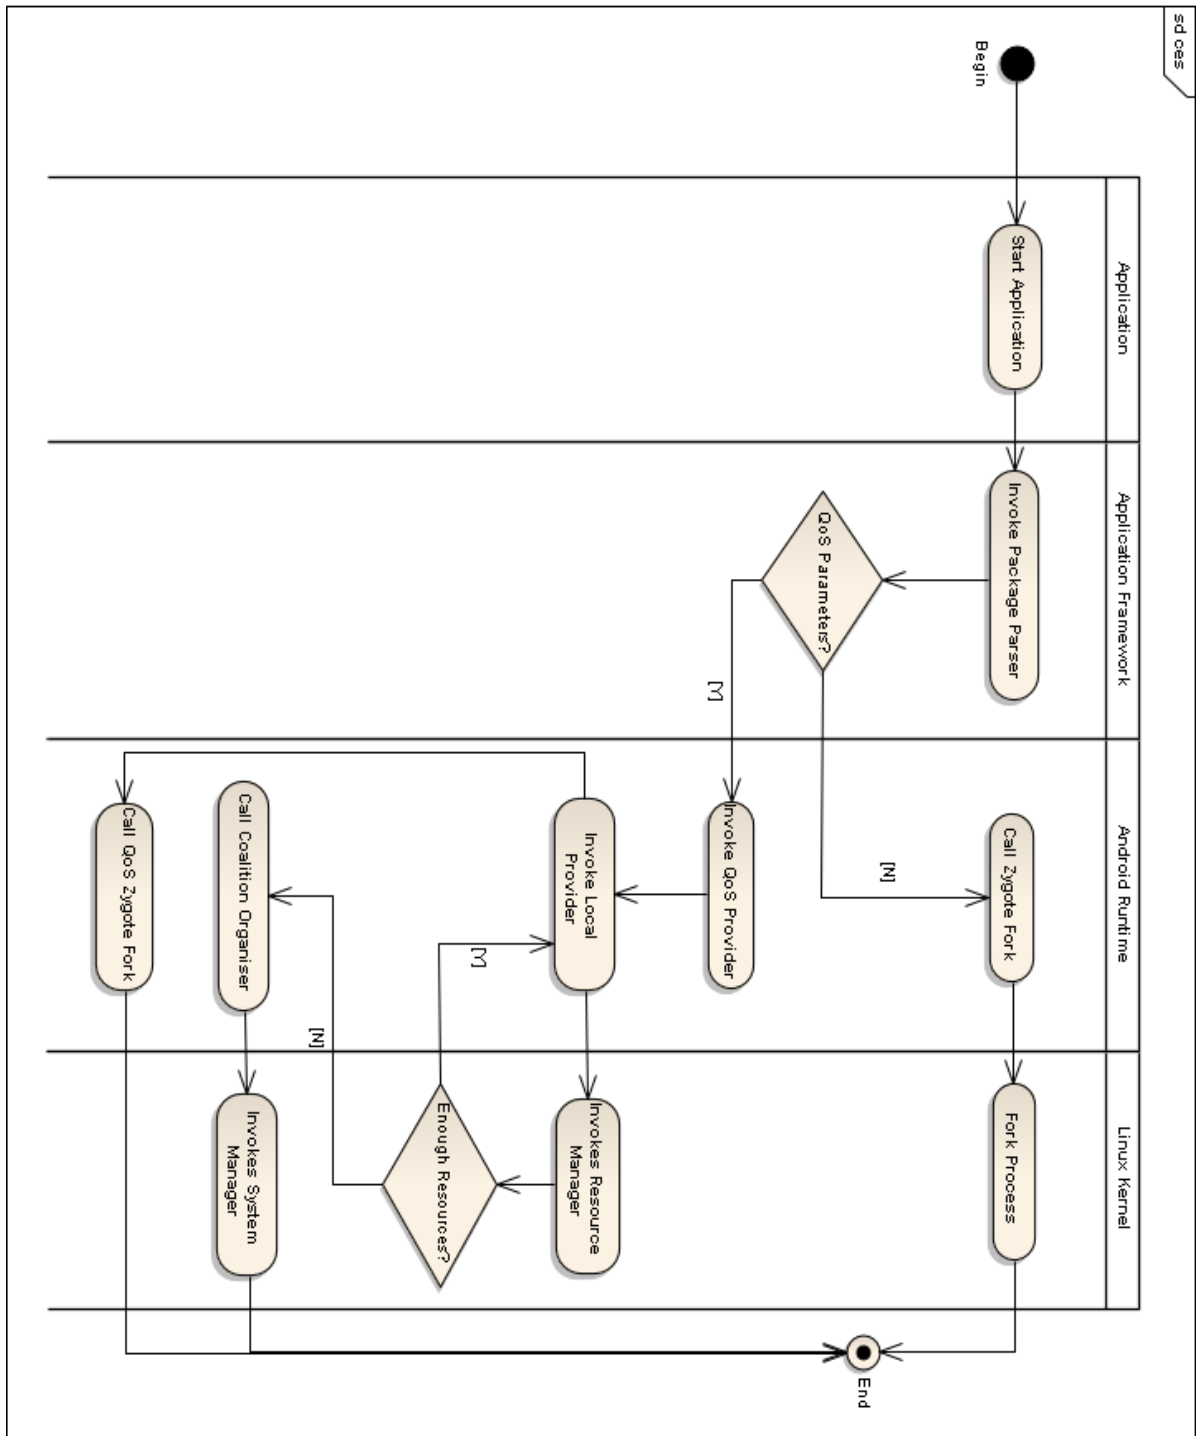 sd ces
Begin
Application
Start Application
Application Framework
Invoke Package Parser
QoS Parameters?
[Y]
[N]
Android Runtime
Call Zygote Fork
Invoke QoS Provider
Invoke Local
Provider
[Y]
Call Coalition Organiser
[N]
Call QoS Zygote Fork
Linux Kernel
Fork Process
Invokes Resource
Manager
Enough Resources?
Invokes System
Manager
End